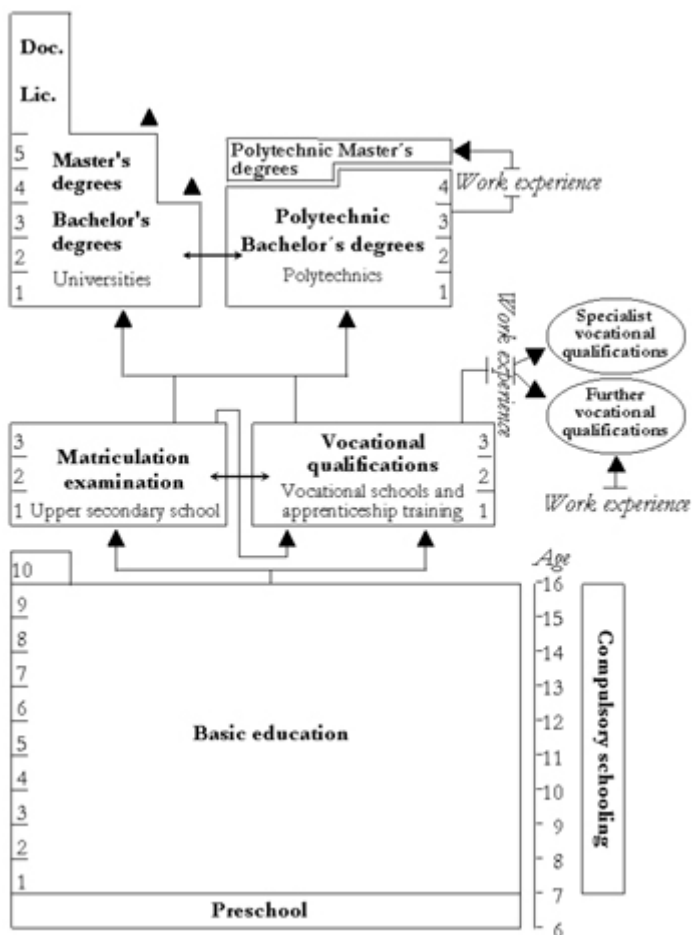 Doc.
Lic.
5
4
3
2
1
Master's
degrees
Bachelor's
degrees
Universities
Polytechnic Master´s
degrees
Work experience
Polytechnic
Bachelor´s degrees
Polytechnics
4
3
2
1
Work experience
Specialist
vocational
qualifications
Further
vocational
qualifications
Work experience
3
2
1
Matriculation
examination
Upper secondary school
Vocational
qualifications
Vocational schools and
apprenticeship training
3
2
1
10
9
8
7
6
5
4
3
2
1
Basic education
Preschool
Age
16
15
14
13
12
11
10
9
8
7
6
Compulsory schooling